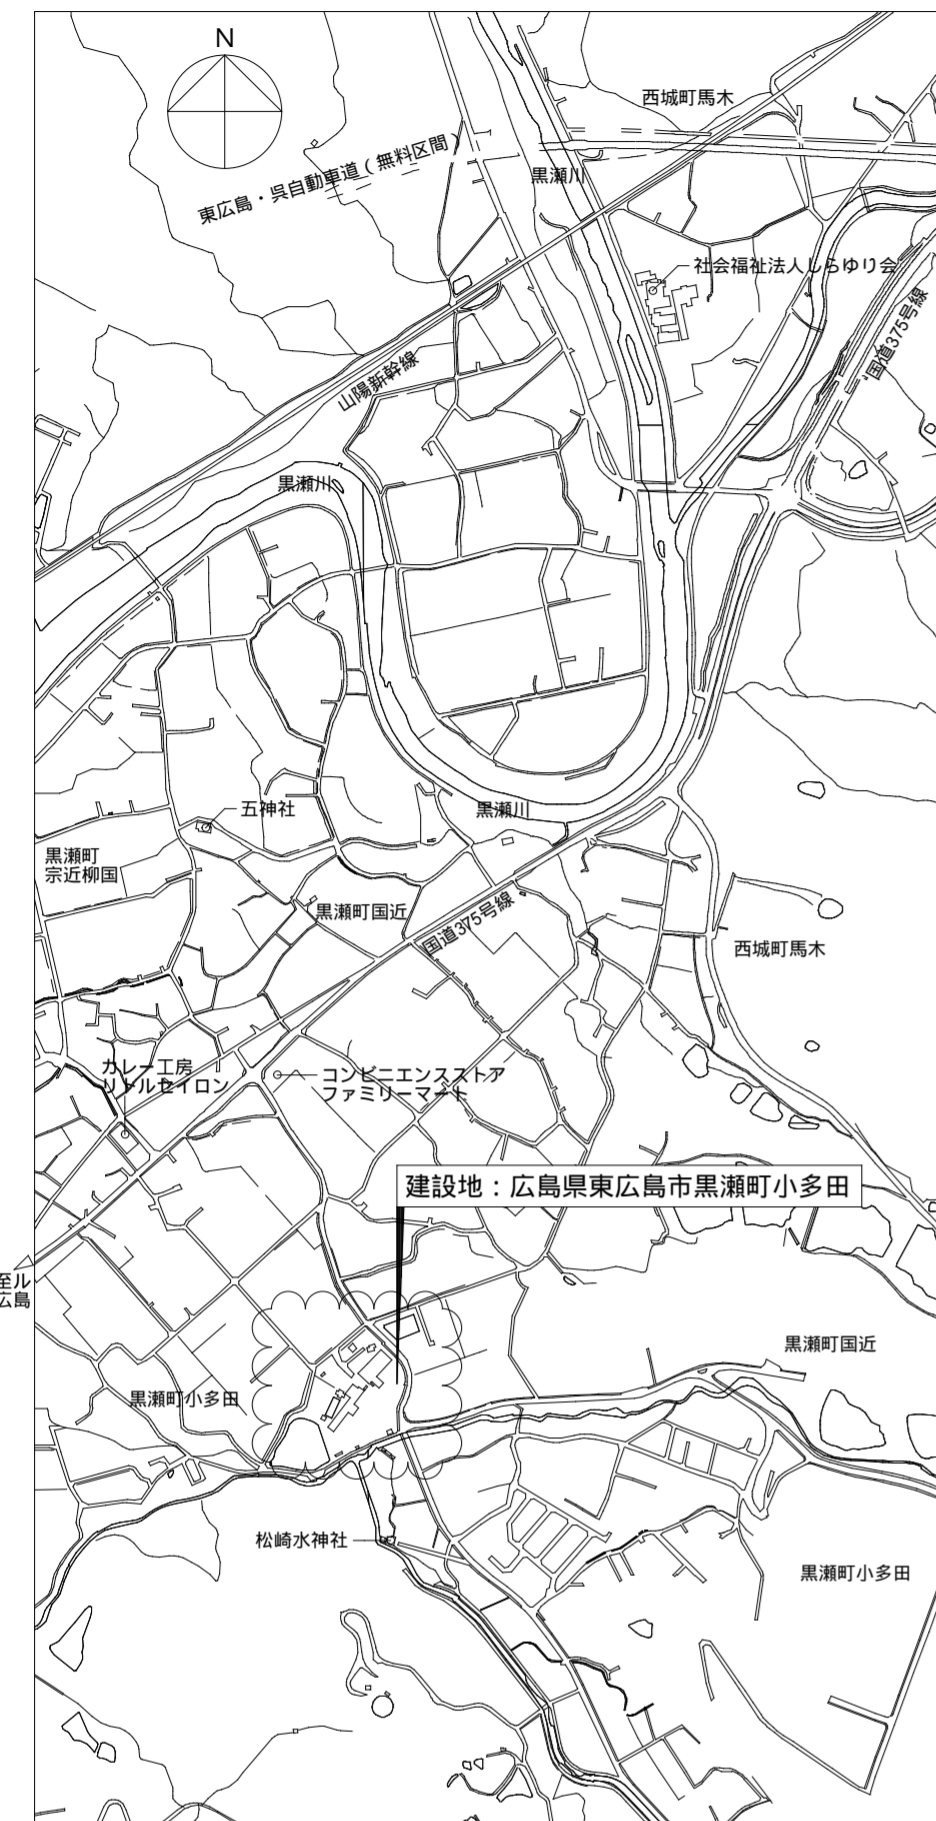 N
西城町馬木
東広島・呉自動車道（無料区間）
黒瀬川
社会福祉法人しらゆり会
国道375号線
山陽新幹線
黒瀬川
五神社
黒瀬川
黒瀬町
宗近柳国
黒瀬町国近
国道375号線
西城町馬木
カレー工房
リトルセイロン
コンビニエンスストア
ファミリーマート
建設地：広島県東広島市黒瀬町小多田
至ル
広島
黒瀬町国近
黒瀬町小多田
松崎水神社
黒瀬町小多田